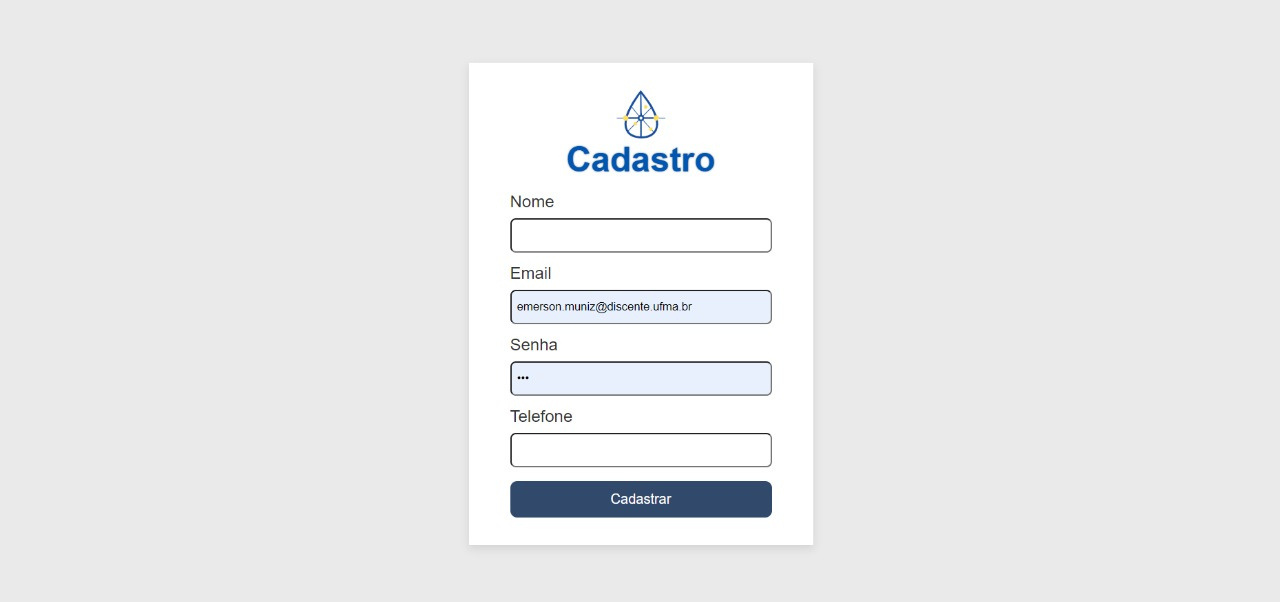 Cadastro
Nome
Email
emerson.muniz@discente.ufma.br
Senha
•••
Telefone
Cadastrar